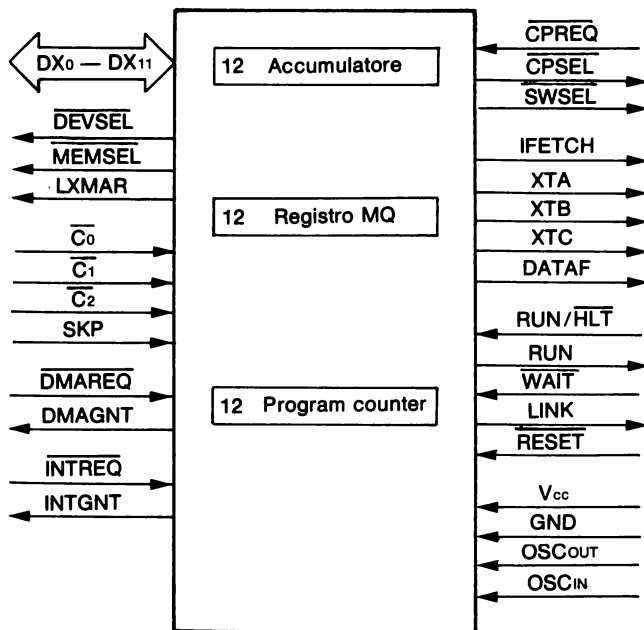 DX0 — DX11
DEVSEL
MEMSEL
LXMAR
C0
C1
C2
SKP
DMAREQ
DMAGNT
INTREQ
INTGNT
12 Accumulatore
12 Registro MQ
12 Program counter
CPREQ
CPSEL
SWSEL
IFETCH
XTA
XTB
XTC
DATAF
RUN/HLT
RUN
WAIT
LINK
RESET
Vcc
GND
OSCOUT
OSCIN